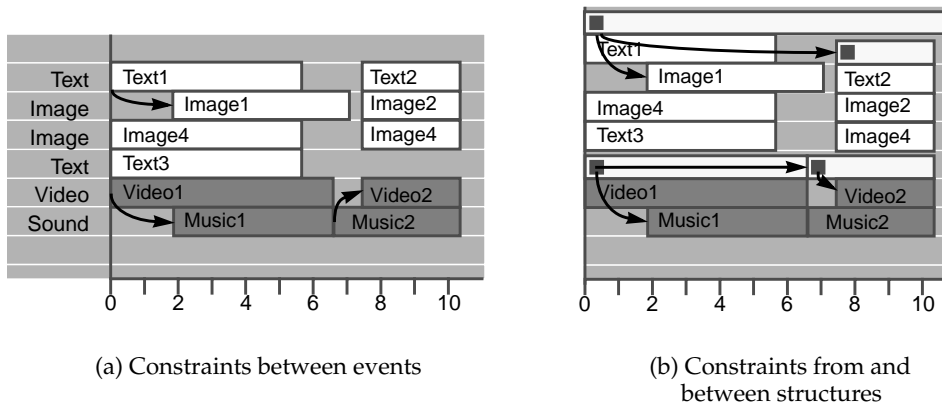 Text Text1 Text2
Image Image1 Image2
Image Image4 Image4
Text Text3
Video Video1 Video2
Sound Music1 Music2
0 2 4 6 8 10
(a) Constraints between events
Text1
Image1 Text2
Image4 Image2
Text3 Image4
Video1 Video2
Music1 Music2
0 2 4 6 8 10
(b) Constraints from and
between structures